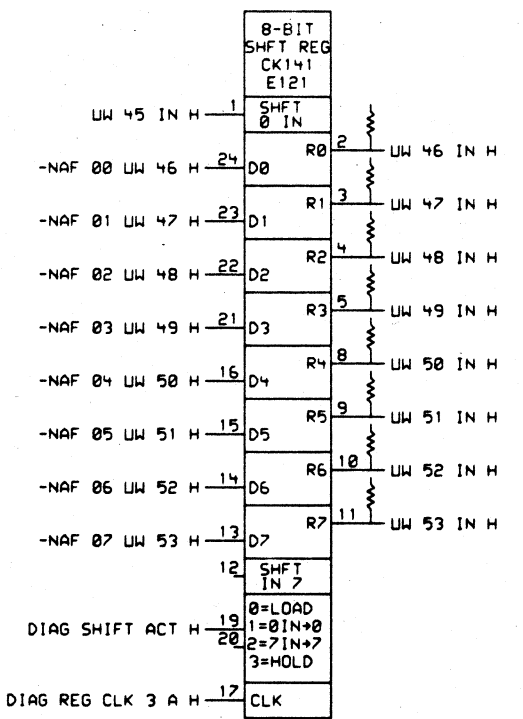 8-BIT
SHFT REG
CK141
E121
UW 45 IN H 1 SHFT
0 IN
R0 2 UW 46 IN H
-NAF 00 UW 46 H 24 D0
R1 3 UW 47 IN H
-NAF 01 UW 47 H 23 D1
R2 4 UW 48 IN H
-NAF 02 UW 48 H 22 D2
R3 5 UW 49 IN H
-NAF 03 UW 49 H 21 D3
R4 8 UW 50 IN H
-NAF 04 UW 50 H 16 D4
R5 9 UW 51 IN H
-NAF 05 UW 51 H 15 D5
R6 10 UW 52 IN H
-NAF 06 UW 52 H 14 D6
R7 11 UW 53 IN H
-NAF 07 UW 53 H 13 D7
12 SHFT
IN 7
0=LOAD
DIAG SHIFT ACT H 19 1=0IN→0
20 2=7IN→7
3=HOLD
DIAG REG CLK 3 A H 17 CLK